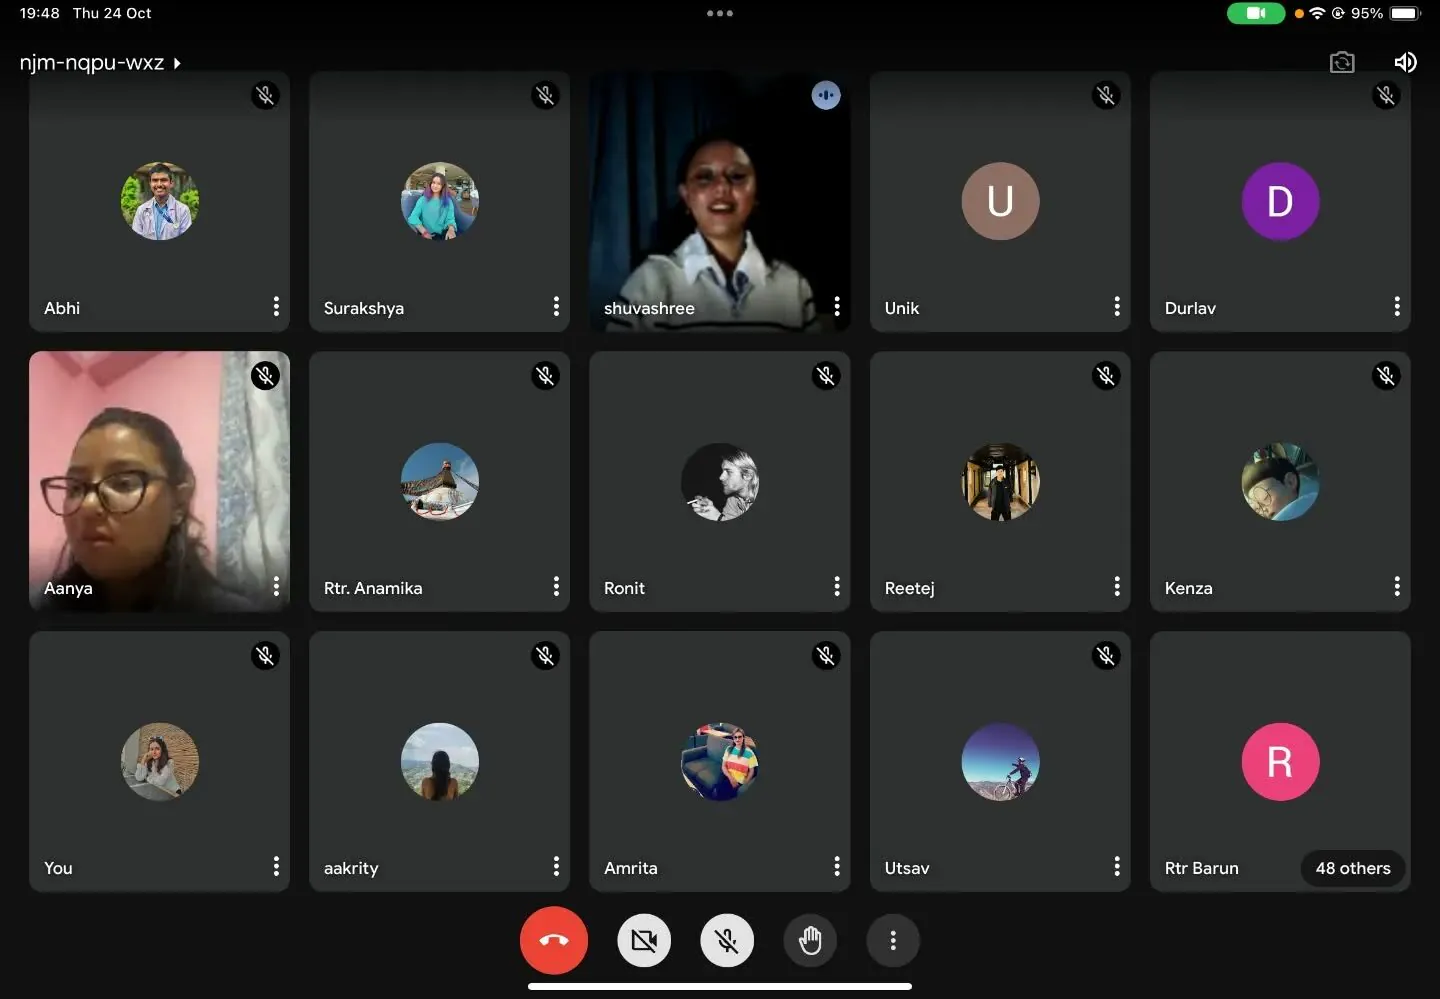 19:48 Thu 24 Oct
95%
njm-nqpu-wxz
Abhi
Surakshya
shuvashree
U
Unik
D
Durlav
Aanya
Rtr. Anamika
Ronit
Reetej
Kenza
You
aakrity
Amrita
Utsav
R
Rtr Barun
48 others